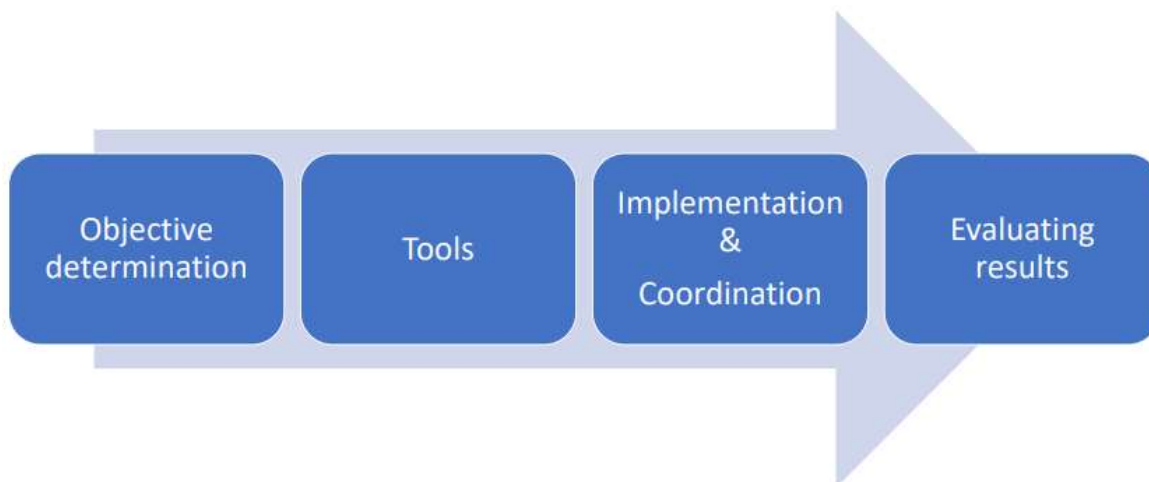 Objective
determination
Tools
Implementation
&
Coordination
Evaluating
results